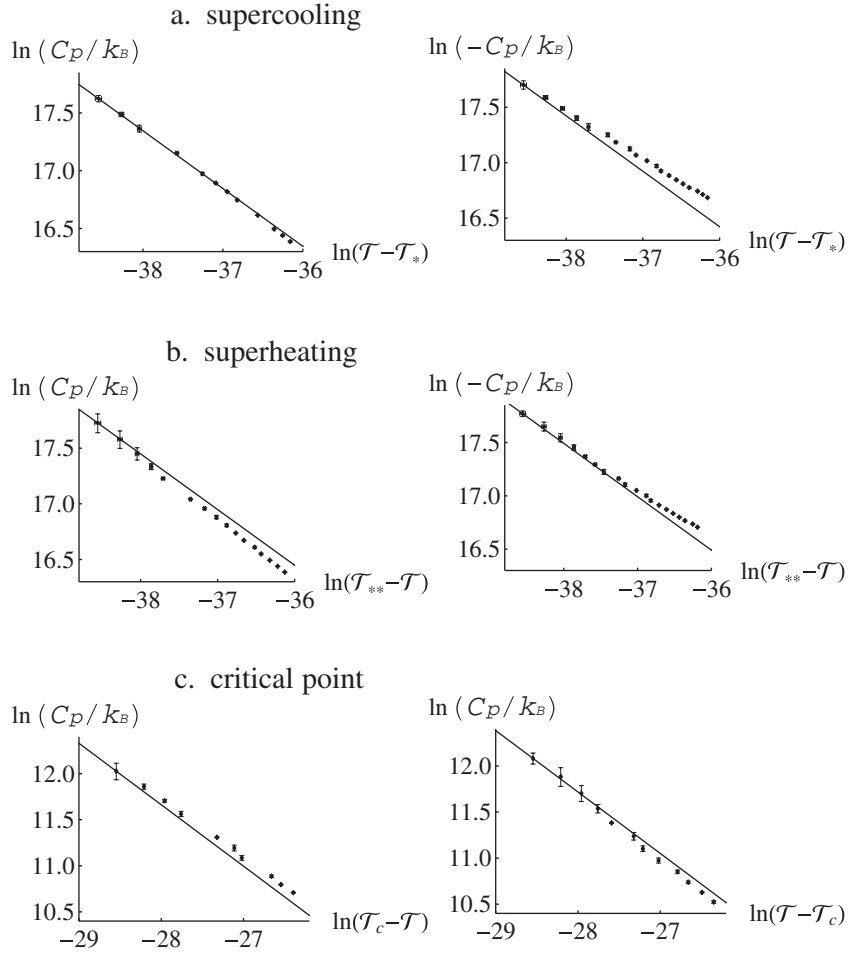 a. supercooling
ln (Cp/kB)
17.5
17.0
16.5
−38 −37 −36
ln(𝒯−𝒯*)
ln (−Cp/kB)
17.5
17.0
16.5
−38 −37 −36
ln(𝒯−𝒯*)
b. superheating
ln (Cp/kB)
17.5
17.0
16.5
−38 −37 −36
ln(𝒯**−𝒯)
ln (−Cp/kB)
17.5
17.0
16.5
−38 −37 −36
ln(𝒯**−𝒯)
c. critical point
ln (Cp/kB)
12.0
11.5
11.0
10.5
−29 −28 −27
ln(𝒯c−𝒯)
ln (Cp/kB)
12.0
11.5
11.0
10.5
−29 −28 −27
ln(𝒯−𝒯c)